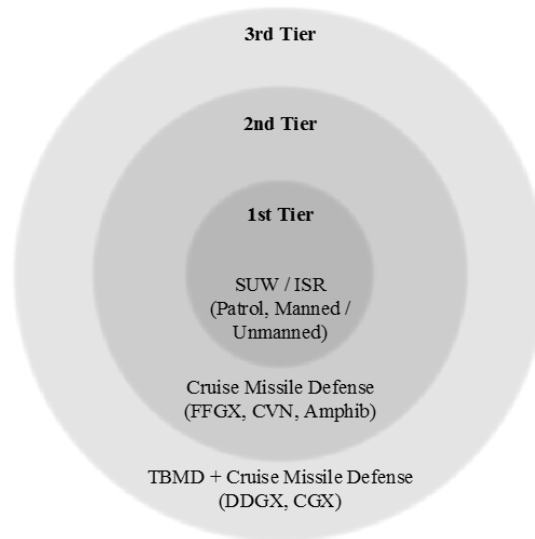 3rd Tier
2nd Tier
1st Tier
SUW / ISR
(Patrol, Manned /
Unmanned)
Cruise Missile Defense
(FFGX, CVN, Amphib)
TBMD + Cruise Missile Defense
(DDGX, CGX)